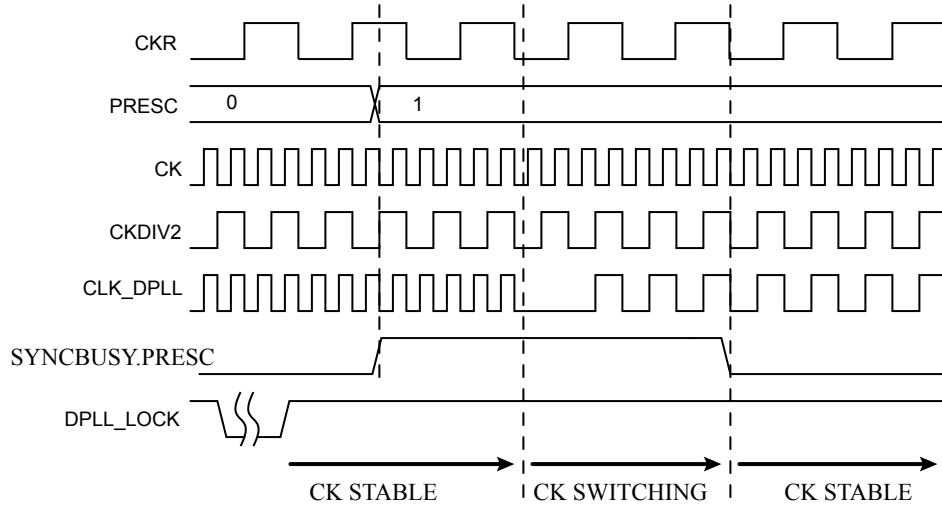 CKR
PRESC 0 1
CK
CKDIV2
CLK_DPLL
SYNCBUSY.PRESC
DPLL_LOCK
CK STABLE CK SWITCHING CK STABLE